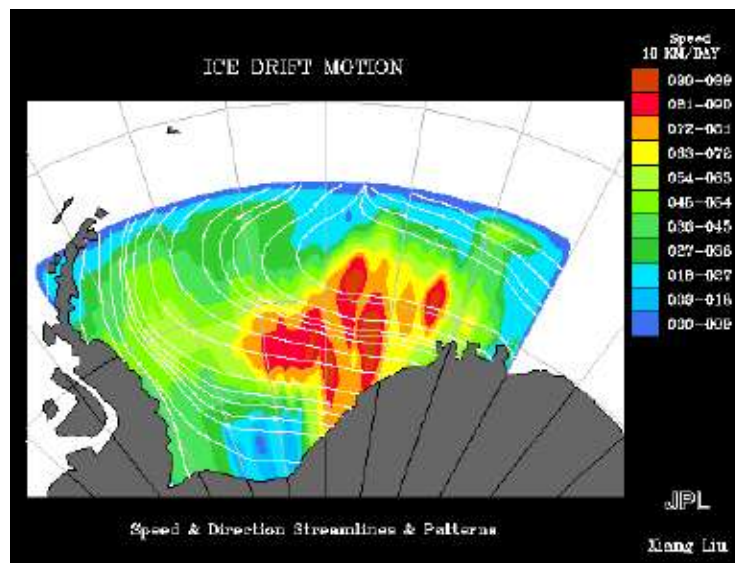 ICE DRIFT MOTION
Speed
10 KM/DAY
090-099
081-090
072-081
063-072
054-063
045-054
036-045
027-036
018-027
009-018
000-009
Speed & Direction Streamlines & Patterns
JPL
Xiang Liu